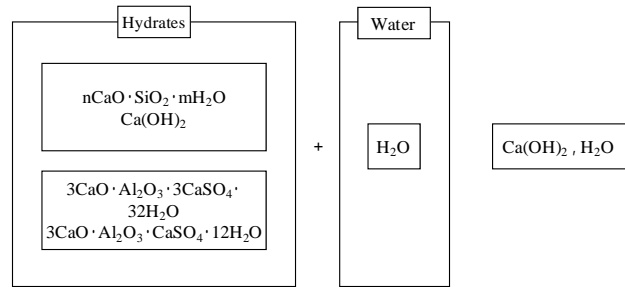 Hydrates
nCaO·SiO₂·mH₂O
Ca(OH)₂
3CaO·Al₂O₃·3CaSO₄·
32H₂O
3CaO·Al₂O₃·CaSO₄·12H₂O
+
Water
H₂O
Ca(OH)₂ , H₂O